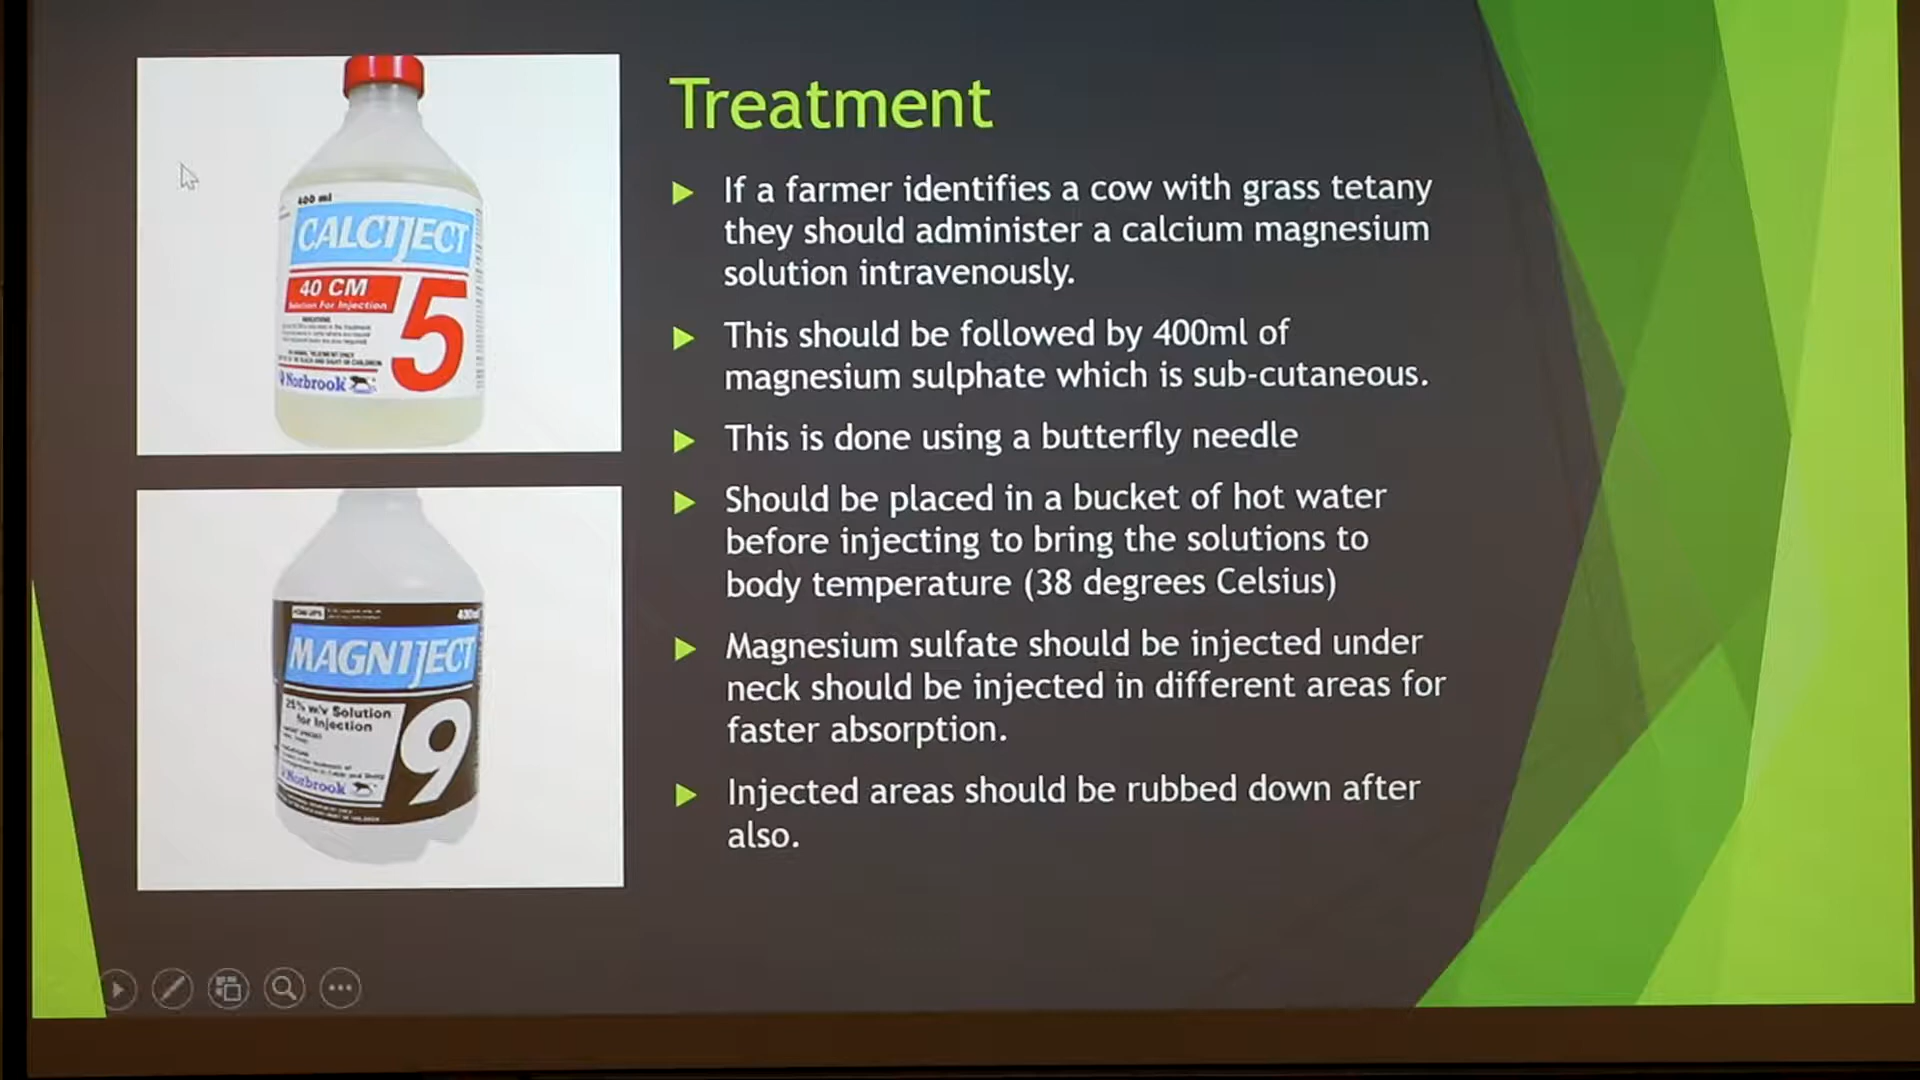 Treatment
If a farmer identifies a cow with grass tetany
they should administer a calcium magnesium
solution intravenously.
This should be followed by 400ml of
magnesium sulphate which is sub-cutaneous.
This is done using a butterfly needle
Should be placed in a bucket of hot water
before injecting to bring the solutions to
body temperature (38 degrees Celsius)
Magnesium sulfate should be injected under
neck should be injected in different areas for
faster absorption.
Injected areas should be rubbed down after
also.
400 ml
CALCIJECT
40 CM
5
Solution For Injection
Norbrook
400ml
MAGNIJECT
25% w/v Solution
for Injection
9
Norbrook